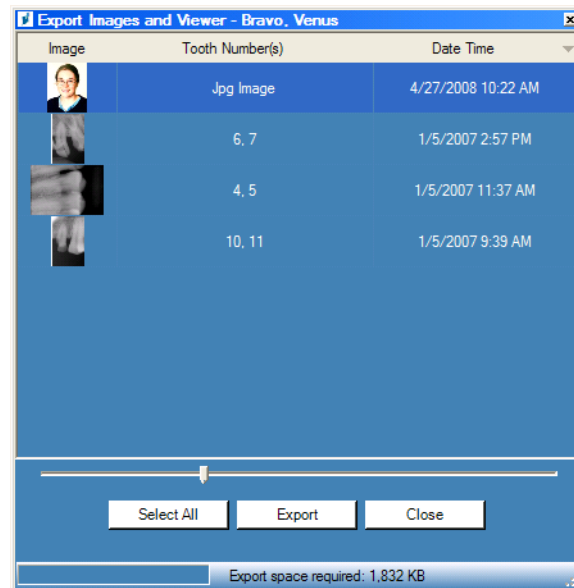 Export Images and Viewer - Bravo, Venus
Image Tooth Number(s) Date Time
Jpg Image 4/27/2008 10:22 AM
6, 7 1/5/2007 2:57 PM
4, 5 1/5/2007 11:37 AM
10, 11 1/5/2007 9:39 AM
Select All Export Close
Export space required: 1,832 KB